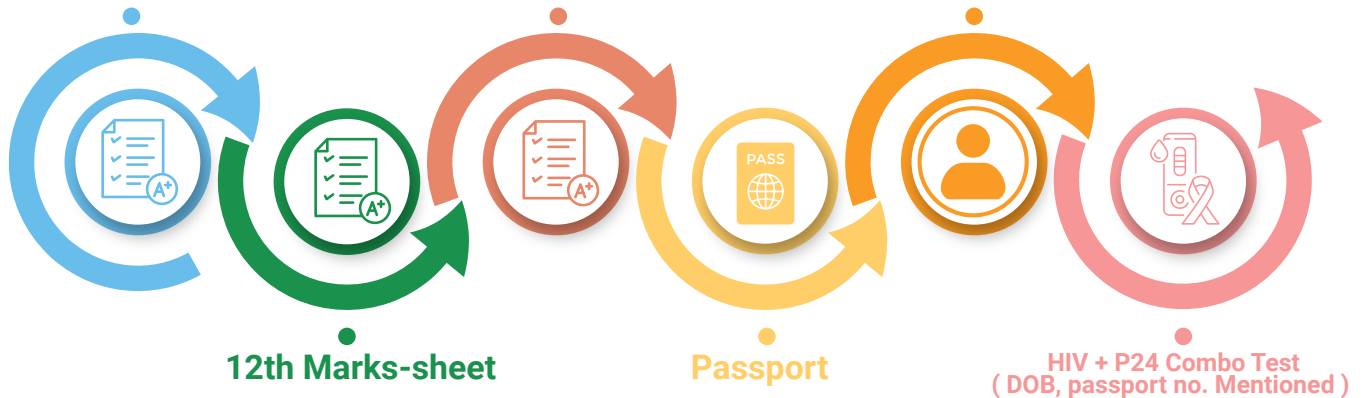 A+
A+
A+
PASS
12th Marks-sheet
Passport
HIV + P24 Combo Test
( DOB, passport no. Mentioned )